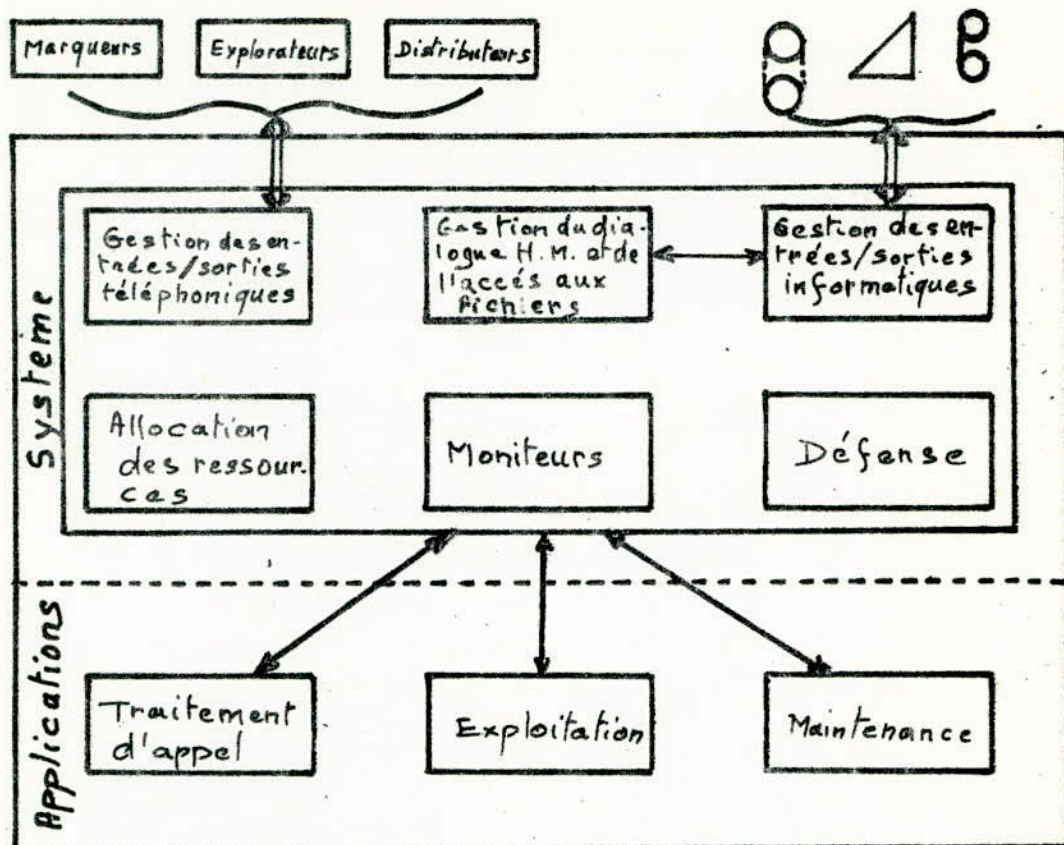 Marqueurs
Explorateurs
Distributeurs
Système
Gestion des en-
trées/sorties
téléphoniques
Gestion du dia-
logue H.M. et de
l'accés aux
fichiers
Gestion des en-
trées/sorties
informatiques
Allocation
des ressour-
ces
Moniteurs
Défense
Applications
Traitement
d'appel
Exploitation
Maintenance